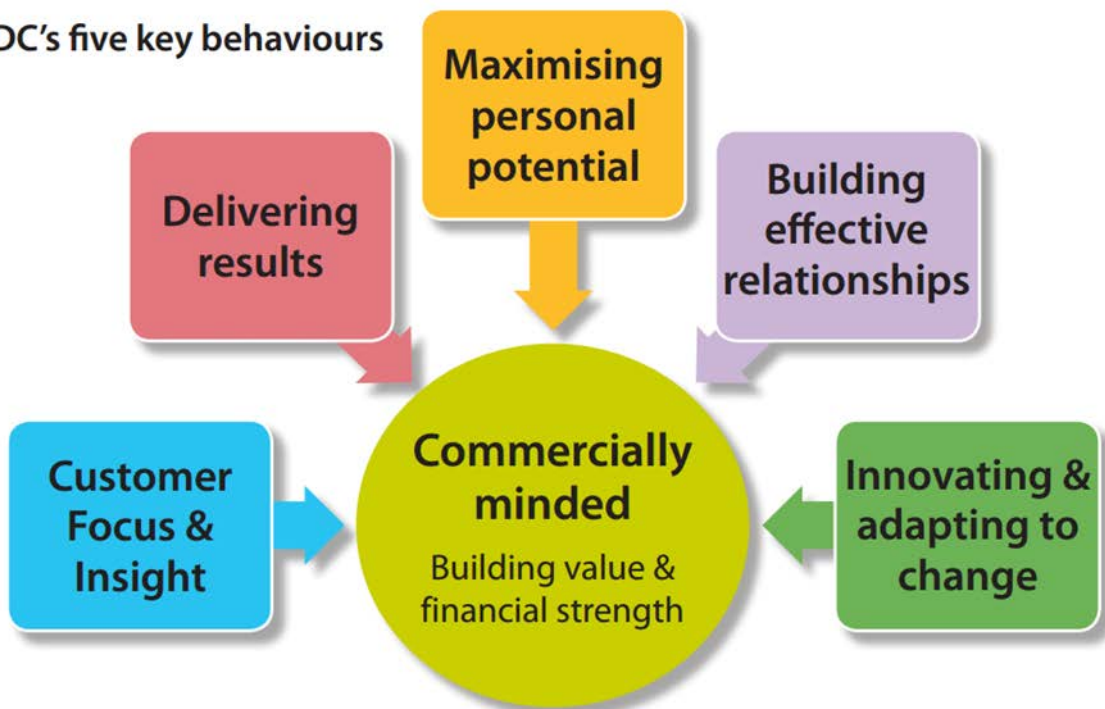 DC's five key behaviours
Maximising
personal
potential
Delivering
results
Building
effective
relationships
Customer
Focus &
Insight
Commercially
minded
Building value &
financial strength
Innovating &
adapting to
change